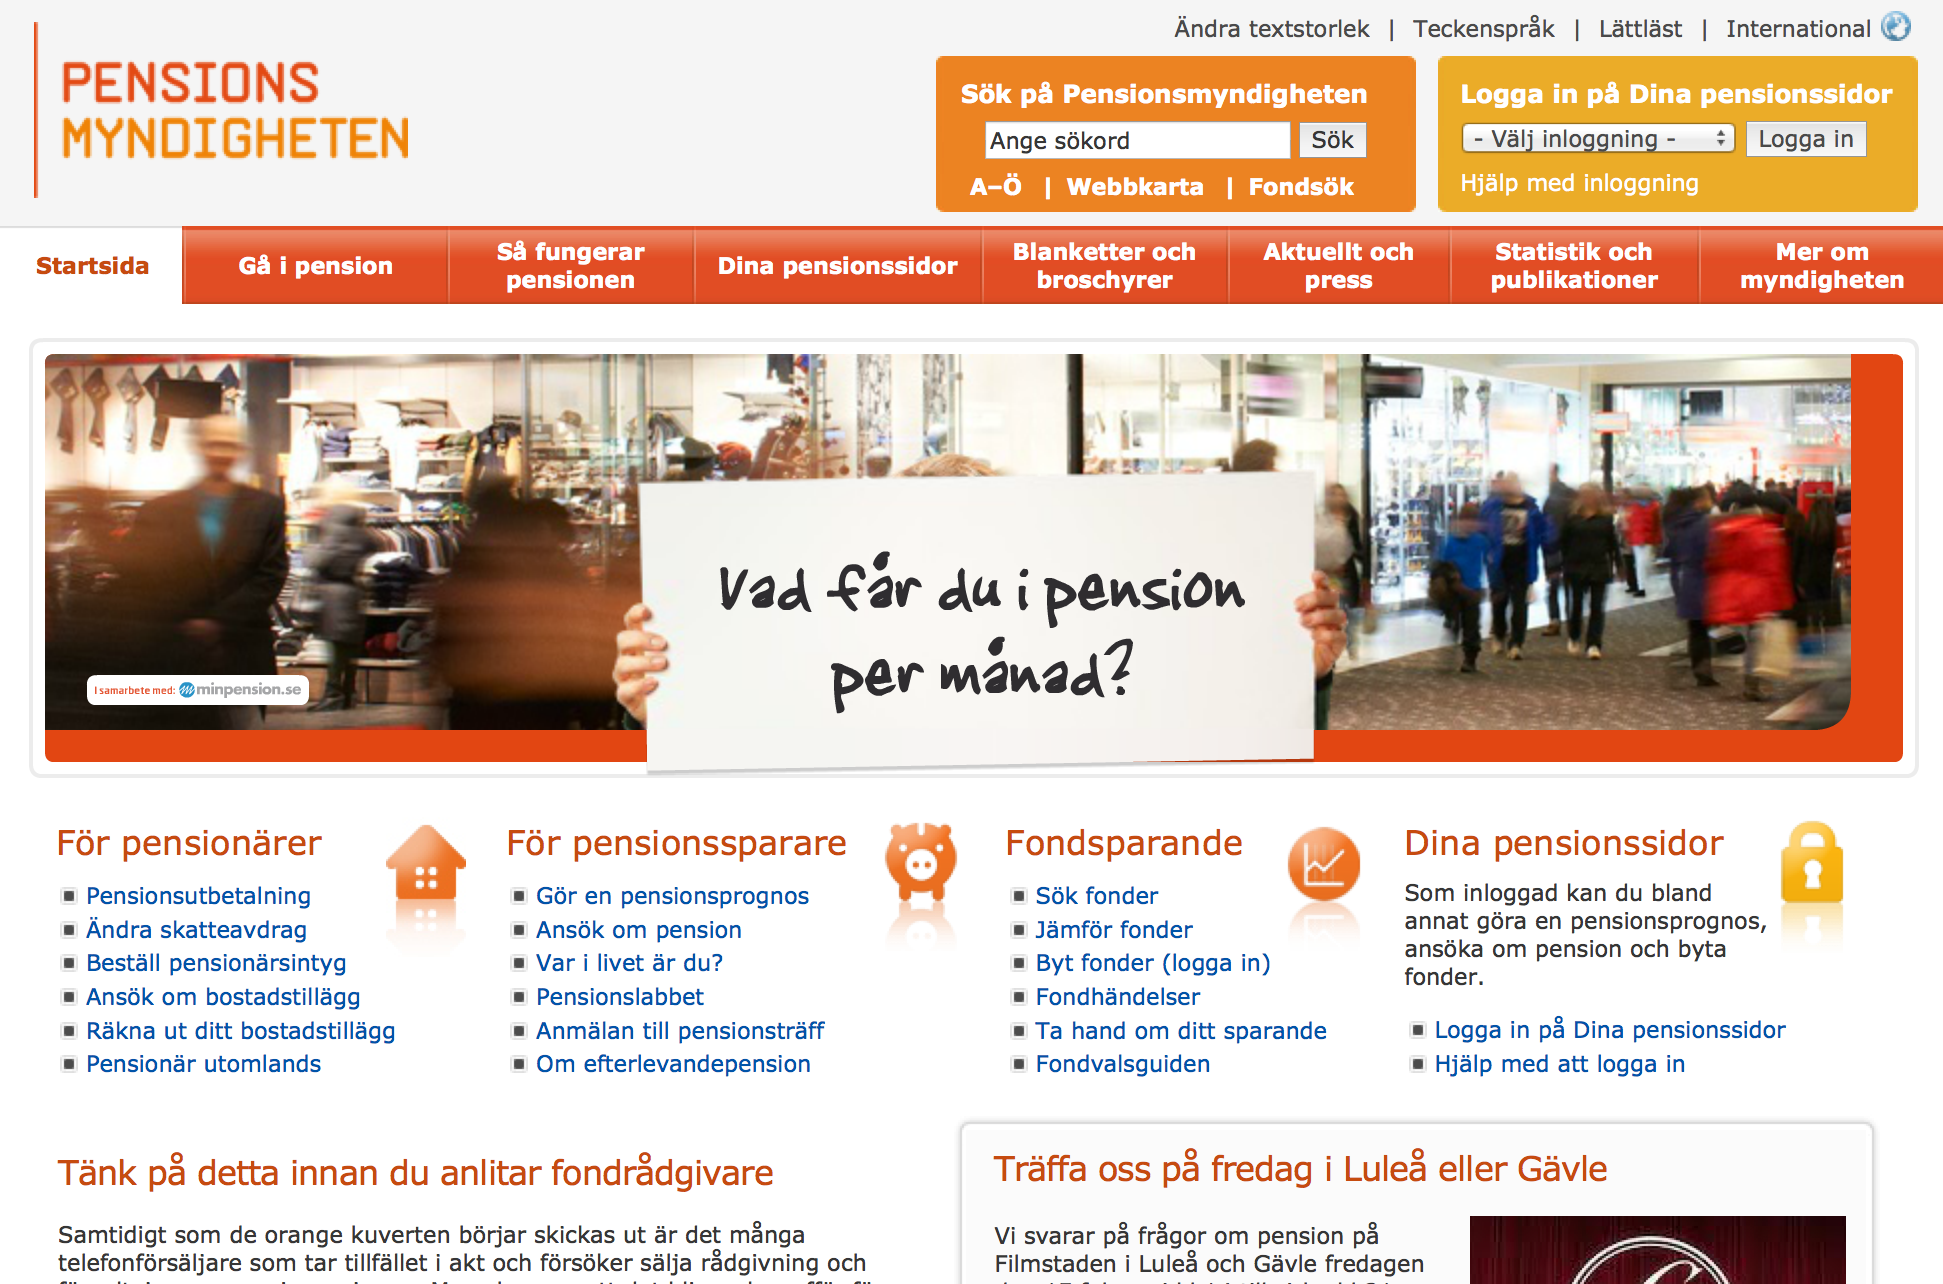 Ändra textstorlek | Teckenspråk | Lättläst | International
PENSIONS
MYNDIGHETEN
Sök på Pensionsmyndigheten
Ange sökord Sök
A–Ö | Webbkarta | Fondsök
Logga in på Dina pensionssidor
- Välj inloggning - Logga in
Hjälp med inloggning
Startsida
Gå i pension
Så fungerar
pensionen
Dina pensionssidor
Blanketter och
broschyrer
Aktuellt och
press
Statistik och
publikationer
Mer om
myndigheten
Vad får du i pension
per månad?
I samarbete med: minpension.se
För pensionärer
Pensionsutbetalning
Ändra skatteavdrag
Beställ pensionärsintyg
Ansök om bostadstillägg
Räkna ut ditt bostadstillägg
Pensionär utomlands
För pensionssparare
Gör en pensionsprognos
Ansök om pension
Var i livet är du?
Pensionslabbet
Anmälan till pensionsträff
Om efterlevandepension
Fondsparande
Sök fonder
Jämför fonder
Byt fonder (logga in)
Fondhändelser
Ta hand om ditt sparande
Fondvalsguiden
Dina pensionssidor
Som inloggad kan du bland
annat göra en pensionsprognos,
ansöka om pension och byta
fonder.
Logga in på Dina pensionssidor
Hjälp med att logga in
Tänk på detta innan du anlitar fondrådgivare
Samtidigt som de orange kuverten börjar skickas ut är det många
telefonförsäljare som tar tillfället i akt och försöker sälja rådgivning och
Träffa oss på fredag i Luleå eller Gävle
Vi svarar på frågor om pension på
Filmstaden i Luleå och Gävle fredagen